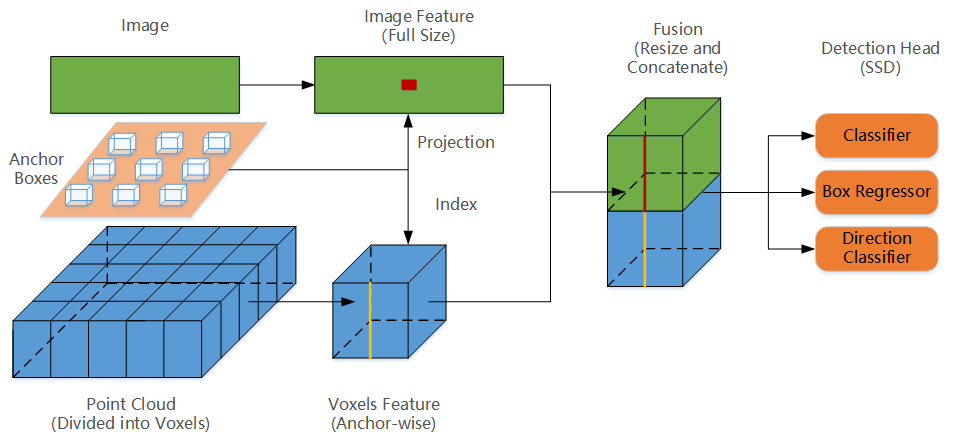 Image
Image Feature
(Full Size)
Fusion
(Resize and
Concatenate)
Detection Head
(SSD)
Anchor
Boxes
Projection
Index
Classifier
Box Regressor
Direction
Classifier
Point Cloud
(Divided into Voxels)
Voxels Feature
(Anchor-wise)